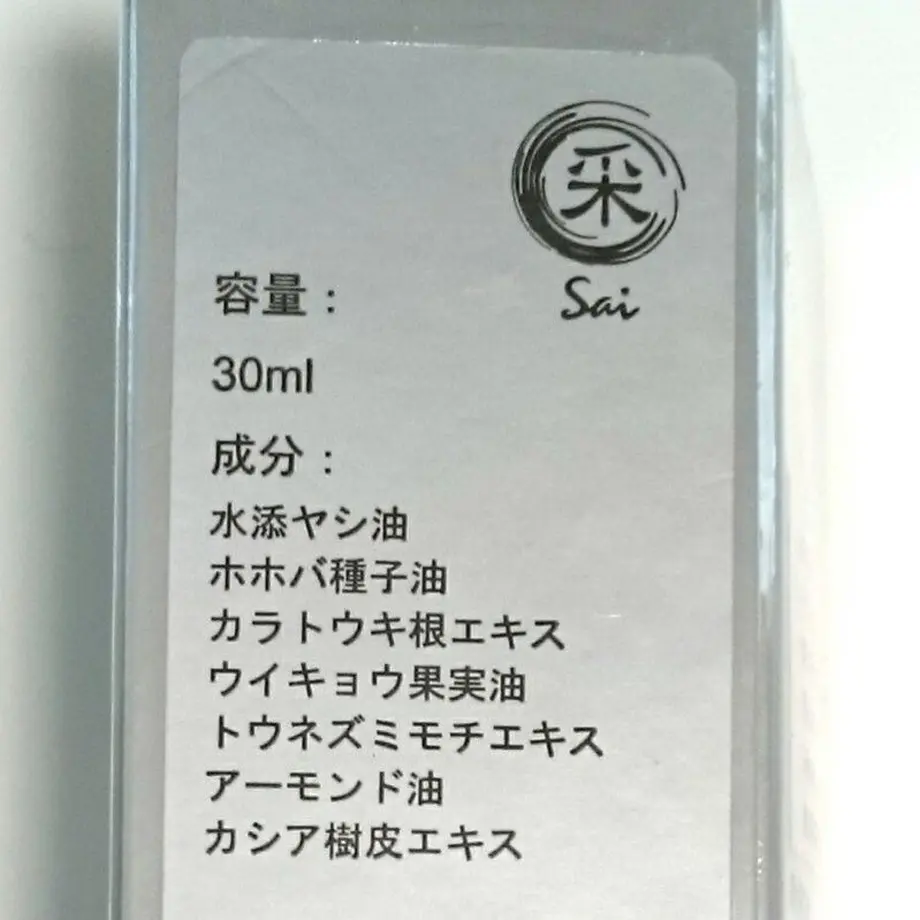 采
Sai
容量：
30ml
成分：
水添ヤシ油
ホホバ種子油
カラトウキ根エキス
ウイキョウ果実油
トウネズミモチエキス
アーモンド油
カシア樹皮エキス